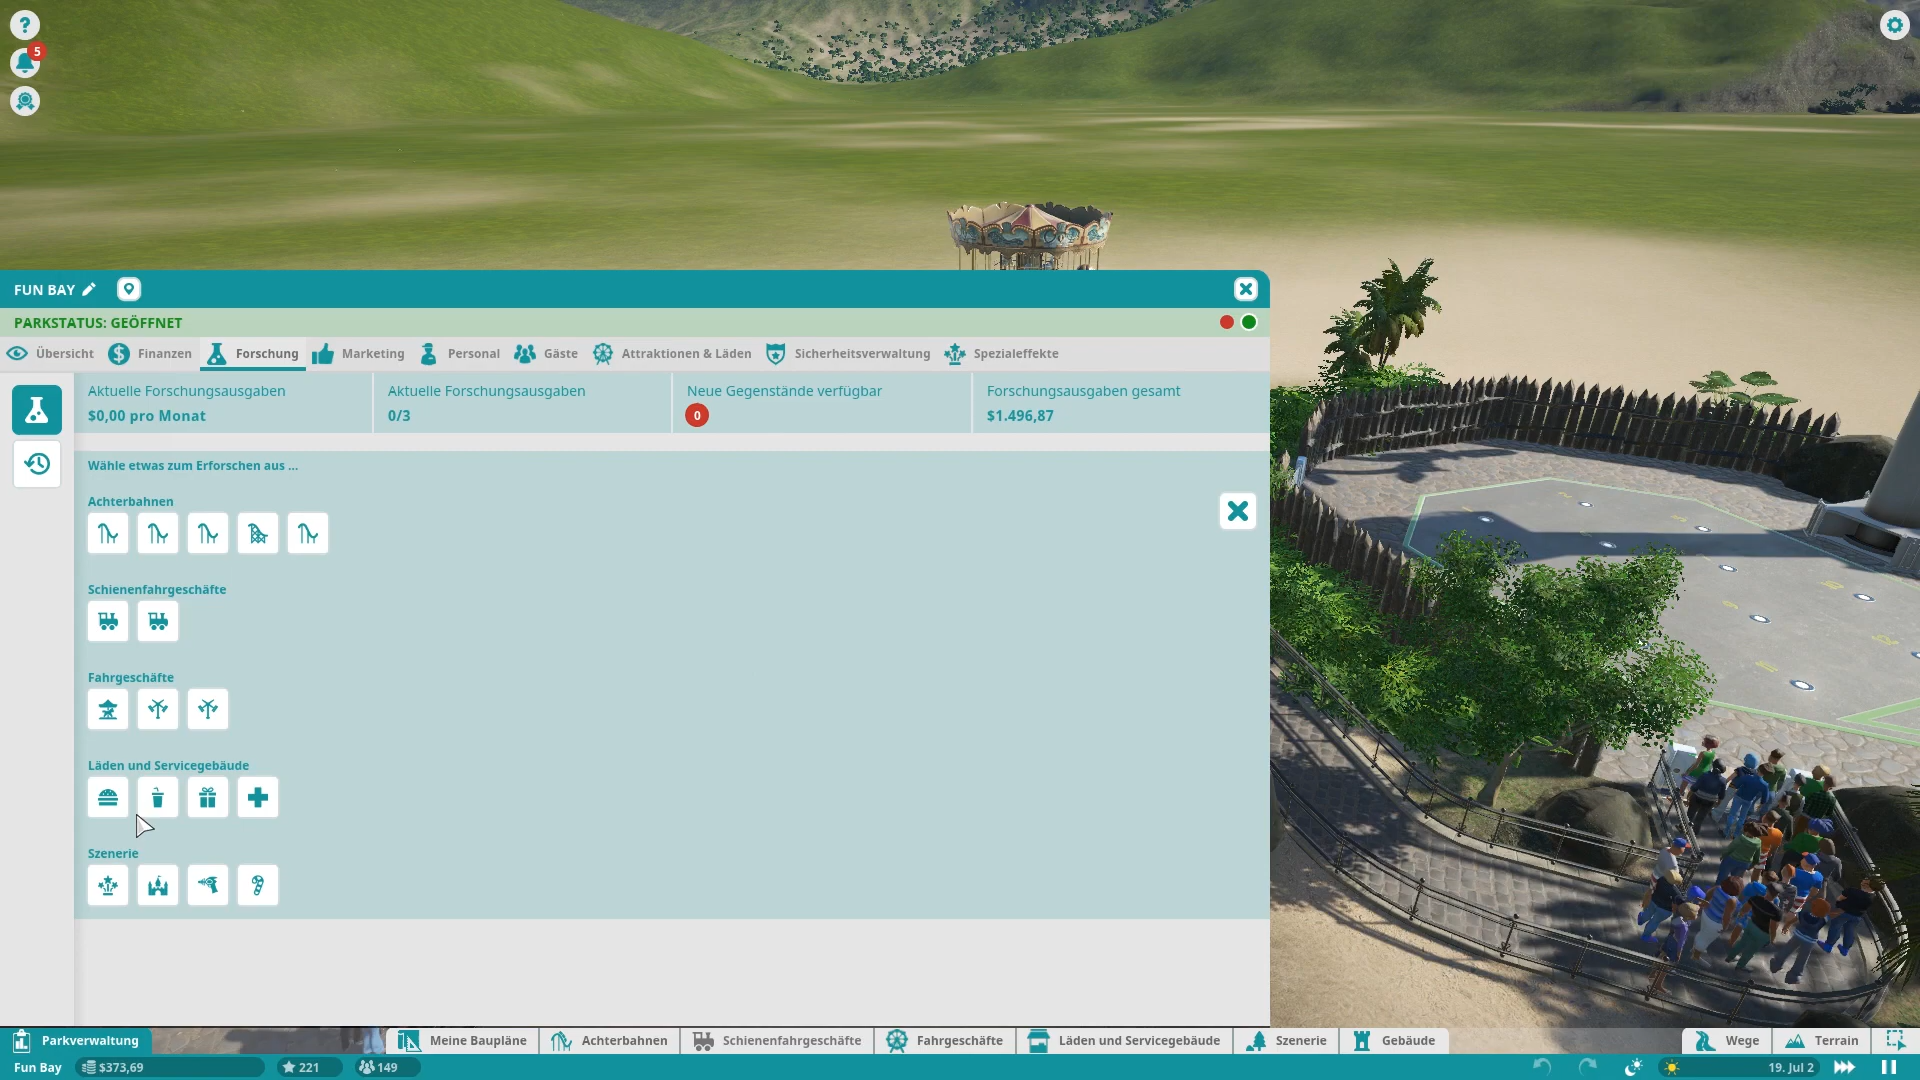 ?
5
FUN BAY
PARKSTATUS: GEÖFFNET
Übersicht
Finanzen
Forschung
Marketing
Personal
Gäste
Attraktionen & Läden
Sicherheitsverwaltung
Spezialeffekte
Aktuelle Forschungsausgaben
$0,00 pro Monat
Aktuelle Forschungsausgaben
0/3
Neue Gegenstände verfügbar
0
Forschungsausgaben gesamt
$1.496,87
Wähle etwas zum Erforschen aus ...
Achterbahnen
Schienenfahrgeschäfte
Fahrgeschäfte
Läden und Servicegebäude
Szenerie
Parkverwaltung
Meine Baupläne
Achterbahnen
Schienenfahrgeschäfte
Fahrgeschäfte
Läden und Servicegebäude
Szenerie
Gebäude
Wege
Terrain
Fun Bay
$373,69
221
149
19. Jul 2